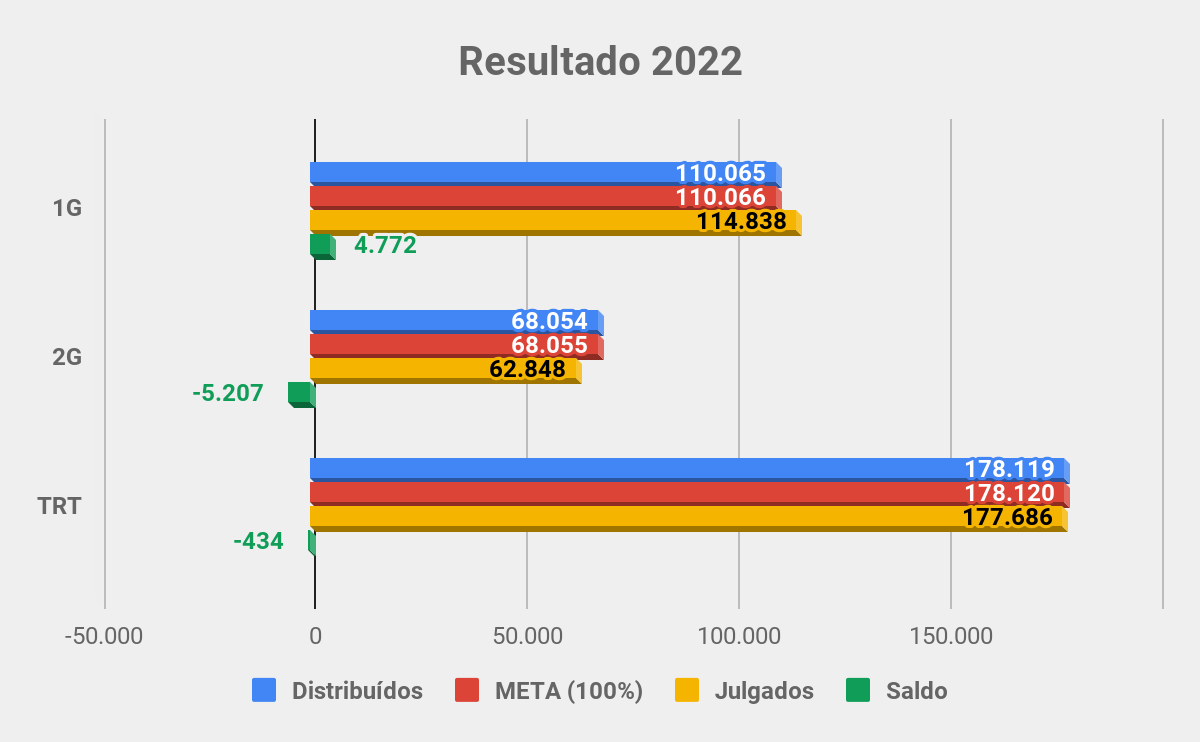 Resultado 2022
1G
110.065
110.066
114.838
4.772
2G
68.054
68.055
62.848
-5.207
TRT
178.119
178.120
177.686
-434
-50.000 0 50.000 100.000 150.000
Distribuídos META (100%) Julgados Saldo